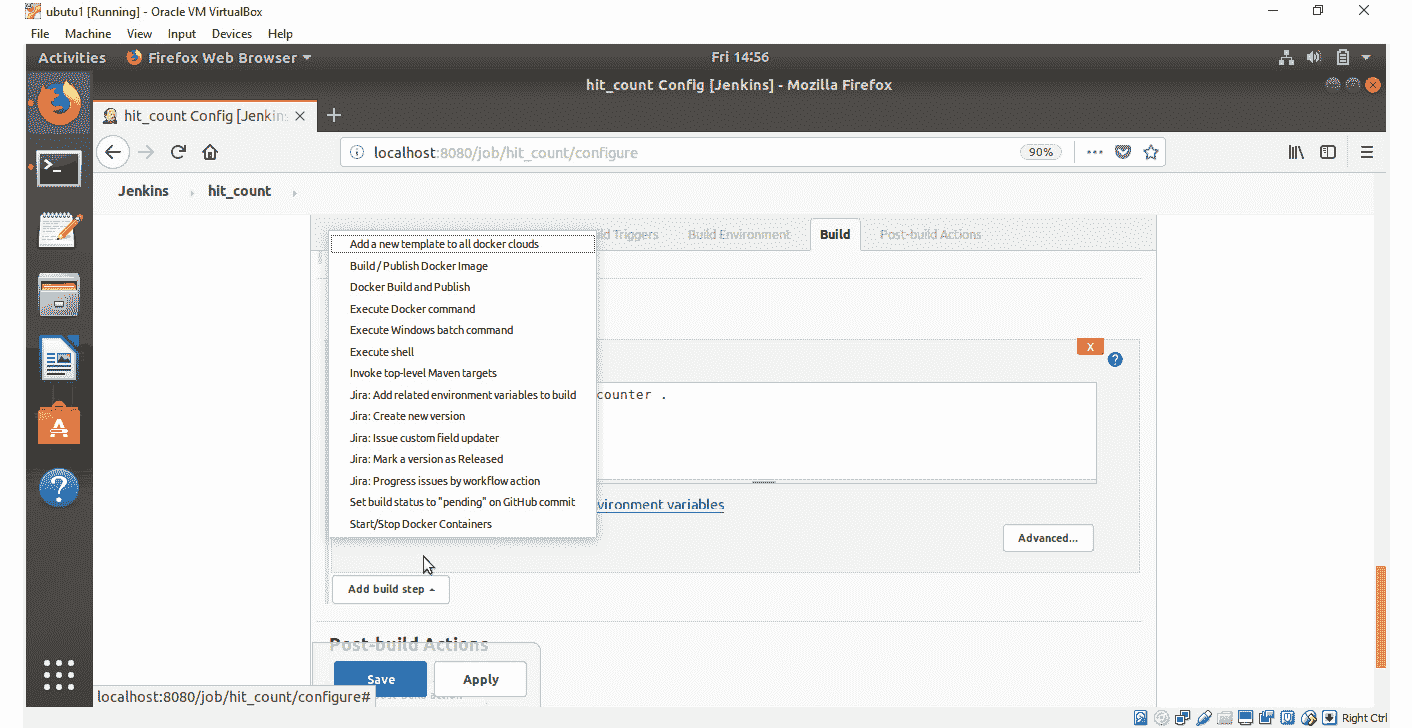 ubutu1 [Running] - Oracle VM VirtualBox
File Machine View Input Devices Help
Activities Firefox Web Browser Fri 14:56
hit_count Config [Jenkins] - Mozilla Firefox
hit_count Config [Jenkins
localhost:8080/job/hit_count/configure 90%
Jenkins hit_count
Triggers Build Environment Build Post-build Actions
Add a new template to all docker clouds
Build / Publish Docker Image
Docker Build and Publish
Execute Docker command
Execute Windows batch command
X
Execute shell
?
Invoke top-level Maven targets
Jira: Add related environment variables to build
counter .
Jira: Create new version
Jira: Issue custom field updater
Jira: Mark a version as Released
Jira: Progress issues by workflow action
Set build status to "pending" on GitHub commit
vironment variables
Start/Stop Docker Containers
Advanced...
Add build step
Post-build Actions
Save Apply
localhost:8080/job/hit_count/configure#
Right Ctrl